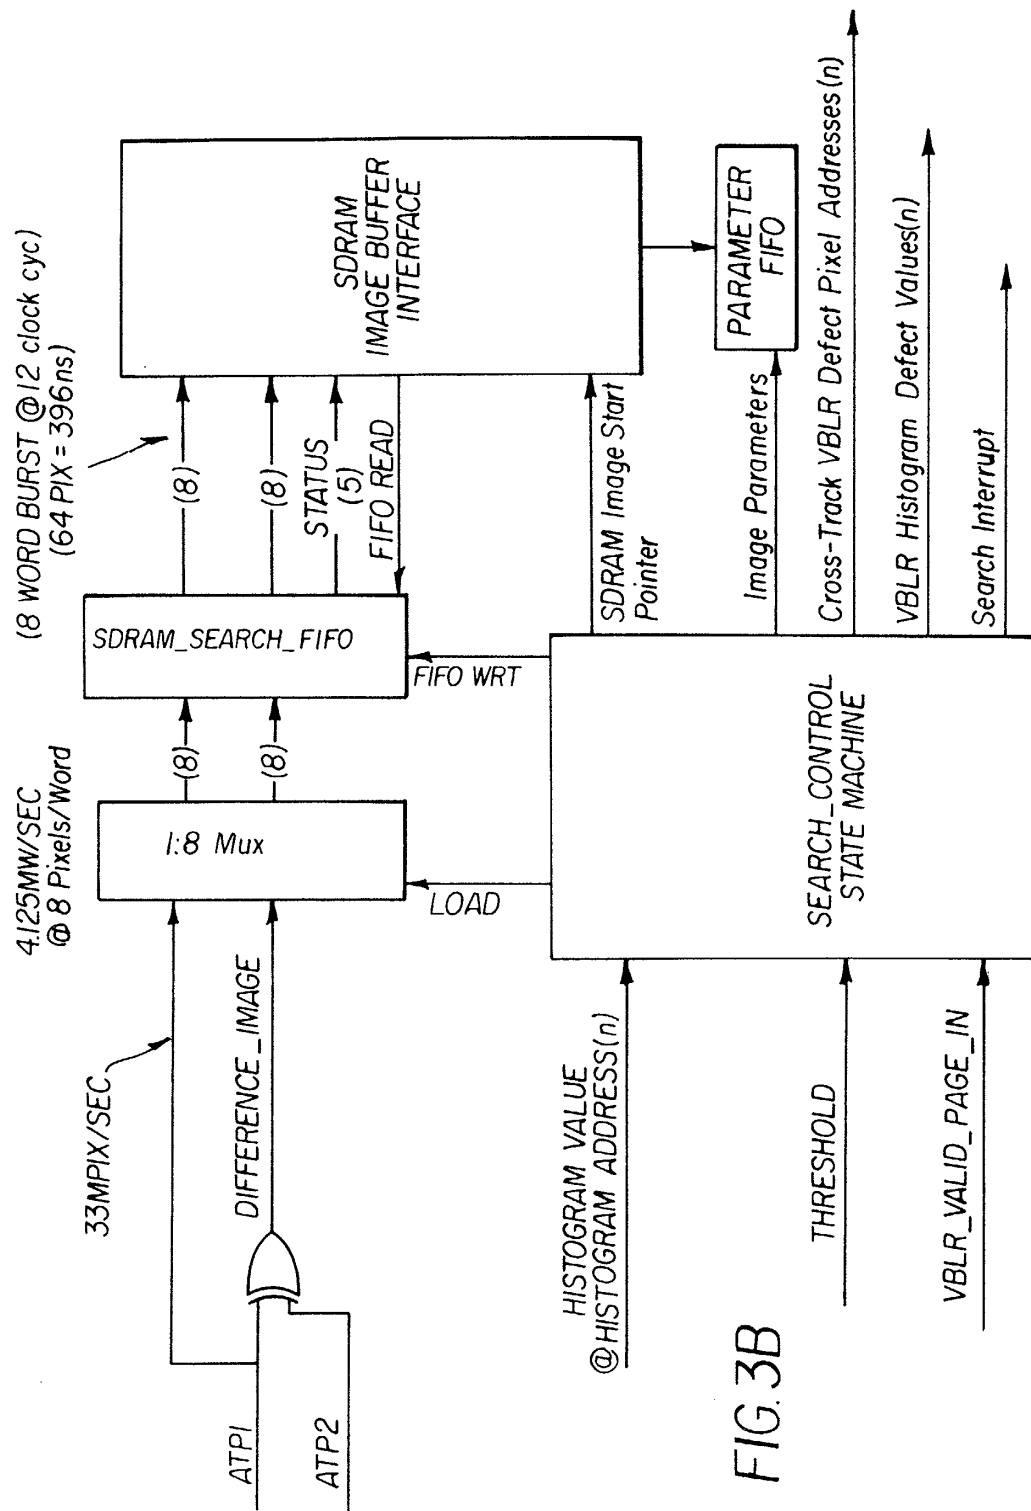 33MPIX/SEC
4.125MW/SEC
@ 8 Pixels/Word
(8 WORD BURST @12 clock cyc)
(64 PIX = 396ns)
ATP1
ATP2
DIFFERENCE_IMAGE
1:8 Mux
(8)
(8)
SDRAM_SEARCH_FIFO
(8)
(8)
STATUS
(5)
FIFO READ
SDRAM
IMAGE BUFFER
INTERFACE
LOAD
FIFO WRT
SDRAM Image Start
Pointer
Image Parameters
PARAMETER
FIFO
HISTOGRAM VALUE
@HISTOGRAM ADDRESS(n)
THRESHOLD
VBLR_VALID_PAGE_IN
SEARCH_CONTROL
STATE MACHINE
Cross-Track VBLR Defect Pixel Addresses(n)
VBLR Histogram Defect Values(n)
Search Interrupt
FIG. 3B